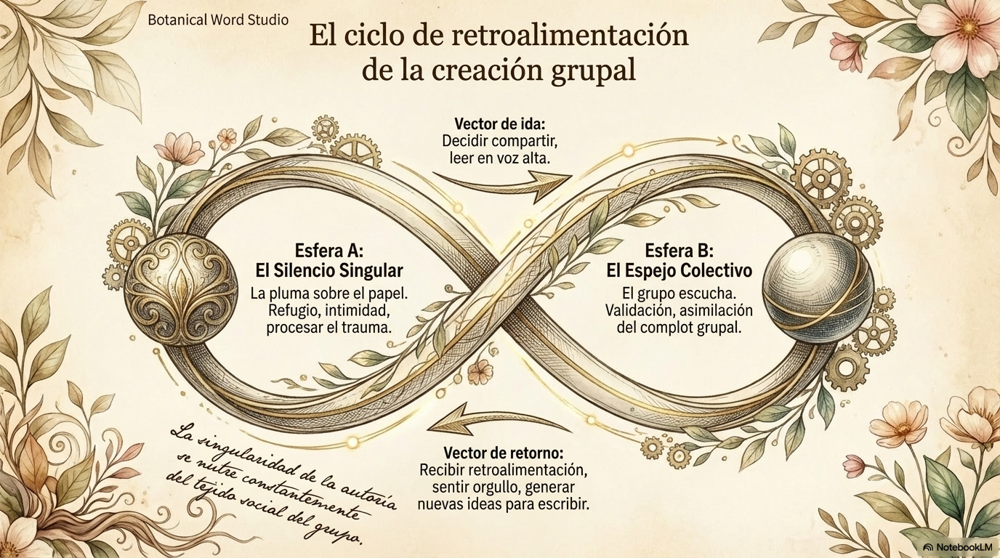 Botanical Word Studio
El ciclo de retroalimentación
de la creación grupal
Vector de ida:
Decidir compartir,
leer en voz alta.
Esfera A:
El Silencio Singular
La pluma sobre el papel.
Refugio, intimidad,
procesar el trauma.
Esfera B:
El Espejo Colectivo
El grupo escucha.
Validación, asimilación
del complot grupal.
Vector de retorno:
Recibir retroalimentación,
sentir orgullo, generar
nuevas ideas para escribir.
La singularidad de la autoría
se nutre constantemente
del tejido social del grupo.
NotebookLM